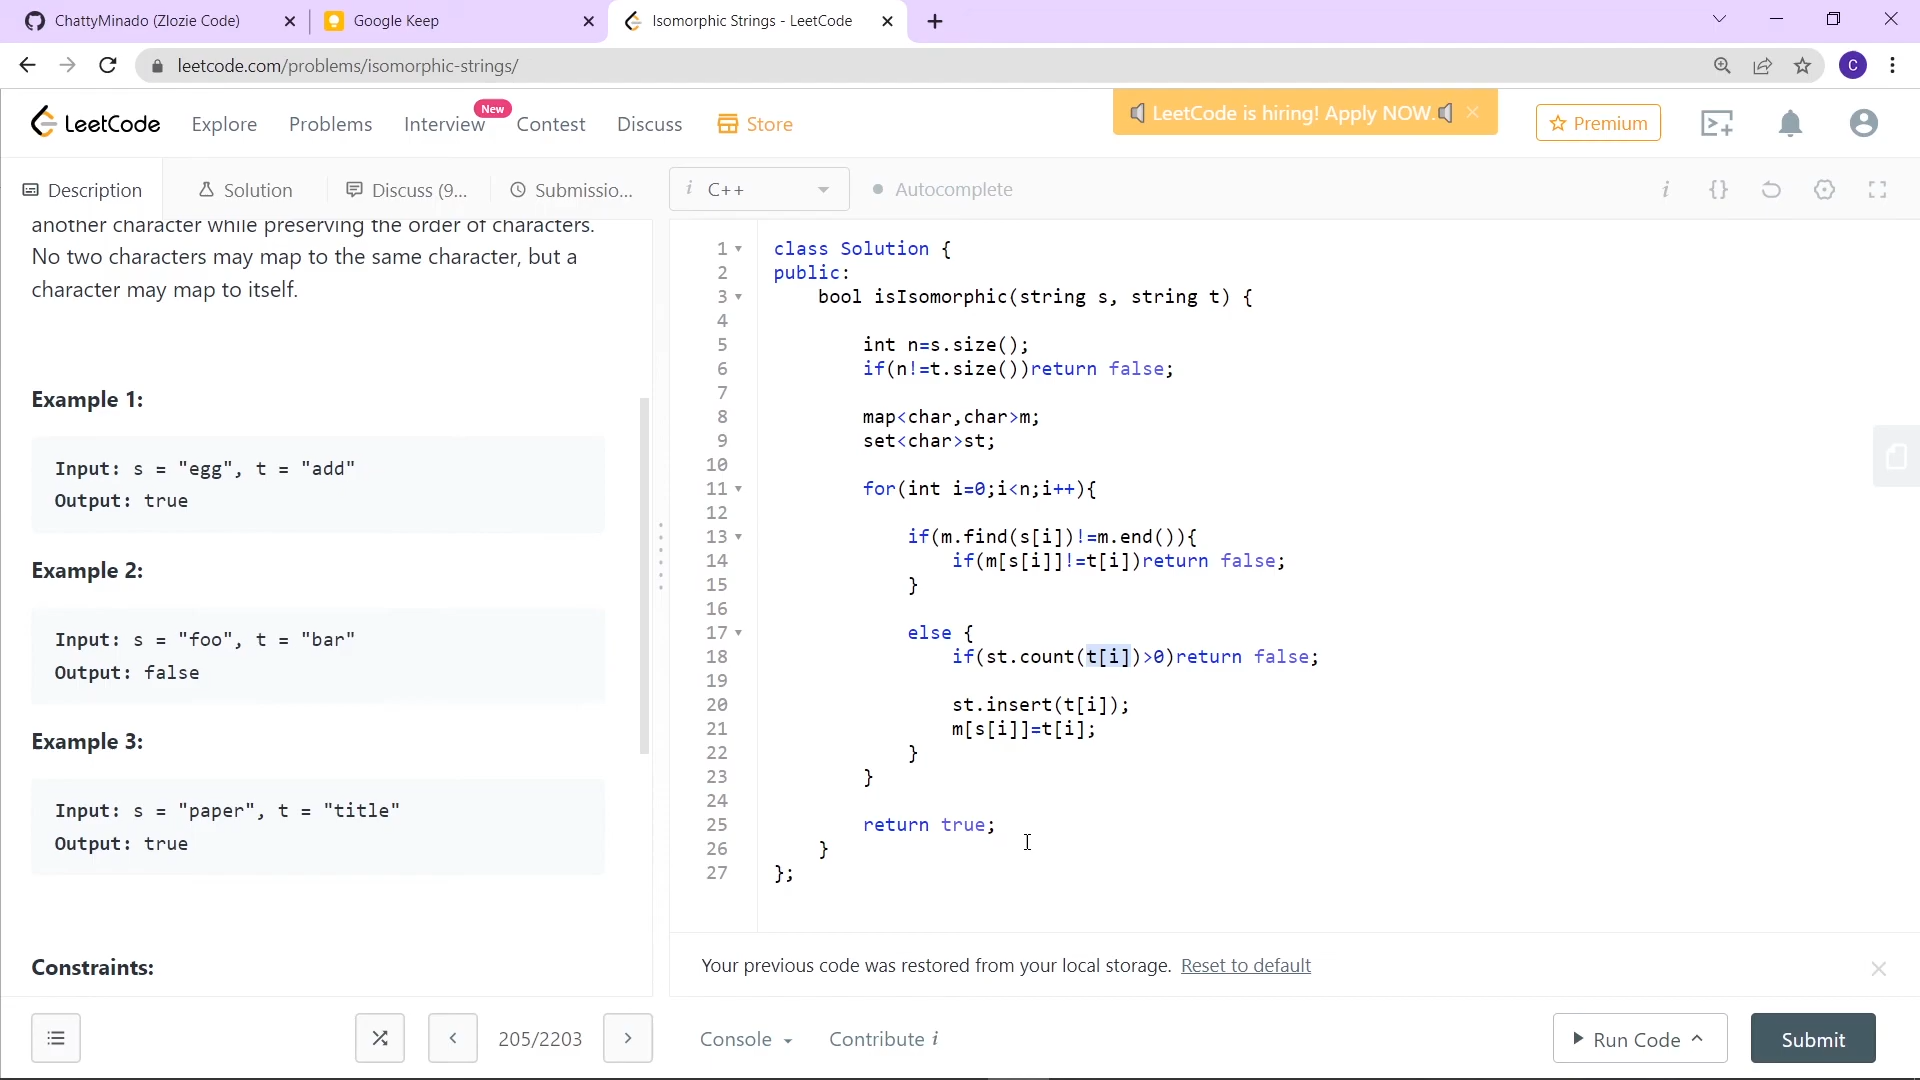 ChattyMinado (Zlozie Code)
Google Keep
Isomorphic Strings - LeetCode
leetcode.com/problems/isomorphic-strings/
C
LeetCode
Explore
Problems
Interview
New
Contest
Discuss
Store
LeetCode is hiring! Apply NOW.
Premium
Description
Solution
Discuss (9...
Submissio...
i C++
Autocomplete
i
{}
another character while preserving the order of characters.
No two characters may map to the same character, but a
character may map to itself.
Example 1:
Input: s = "egg", t = "add"
Output: true
Example 2:
Input: s = "foo", t = "bar"
Output: false
Example 3:
Input: s = "paper", t = "title"
Output: true
Constraints:
1 class Solution {
2 public:
3 bool isIsomorphic(string s, string t) {
4
5 int n=s.size();
6 if(n!=t.size())return false;
7
8 map<char,char>m;
9 set<char>st;
10
11 for(int i=0;i<n;i++){
12
13 if(m.find(s[i])!=m.end()){
14 if(m[s[i]]!=t[i])return false;
15 }
16
17 else {
18 if(st.count(t[i])>0)return false;
19
20 st.insert(t[i]);
21 m[s[i]]=t[i];
22 }
23 }
24
25 return true;
26 }
27 };
Your previous code was restored from your local storage. Reset to default
205/2203
Console
Contribute i
Run Code
Submit